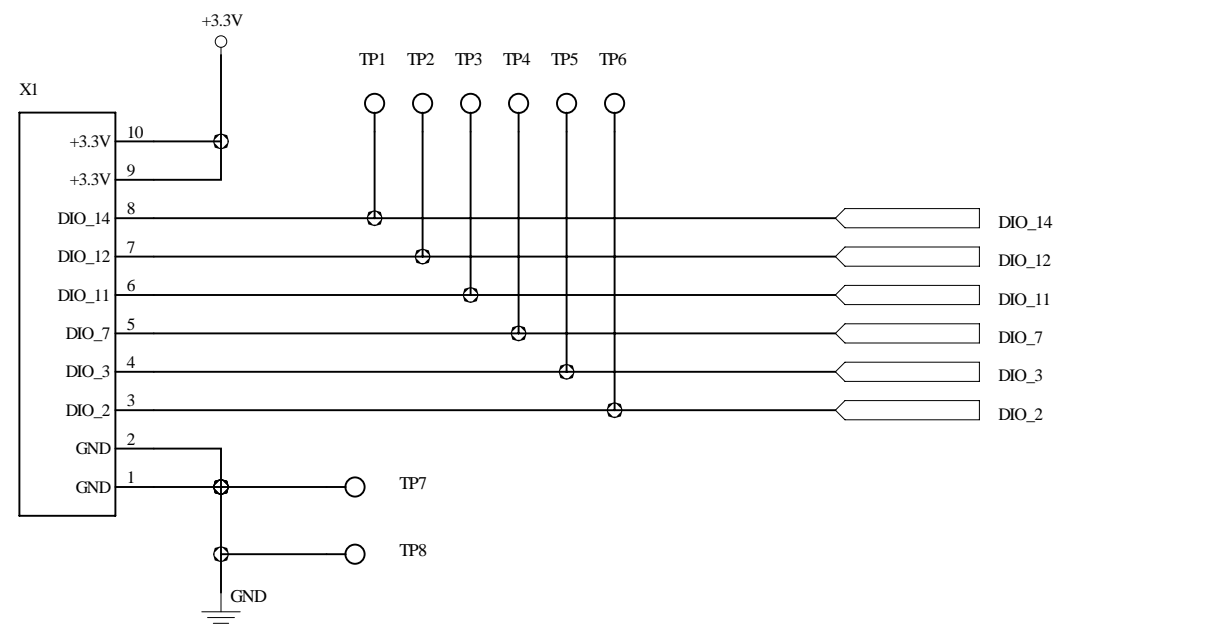 +3.3V
TP1 TP2 TP3 TP4 TP5 TP6
X1
+3.3V 10
+3.3V 9
DIO_14 8 DIO_14
DIO_12 7 DIO_12
DIO_11 6 DIO_11
DIO_7 5 DIO_7
DIO_3 4 DIO_3
DIO_2 3 DIO_2
GND 2
GND 1 TP7
TP8
GND